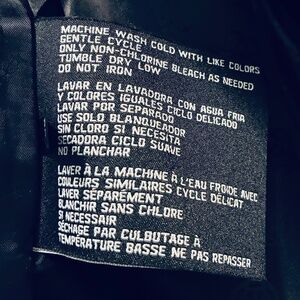 MACHINE WASH COLD WITH LIKE COLORS
GENTLE CYCLE
ONLY NON-CHLORINE BLEACH AS NEEDED
TUMBLE DRY LOW
DO NOT IRON
LAVAR EN LAVADORA CON AGUA FRIA
Y COLORES IGUALES CICLO DELICADO
LAVAR POR SEPARADO
USE SOLO BLANQUEADOR
SIN CLORO SI NECESITA
SECADORA CICLO SUAVE
NO PLANCHAR
LAVER À LA MACHINE À L'EAU FROIDE AVEC
COULEURS SIMILAIRES CYCLE DÉLICAT
LAVER SÉPARÉMENT
BLANCHIR SANS CHLORE
SI NECESSAIR
SÉCHAGE PAR CULBUTAGE À
TEMPÉRATURE BASSE NE PAS REPASSER